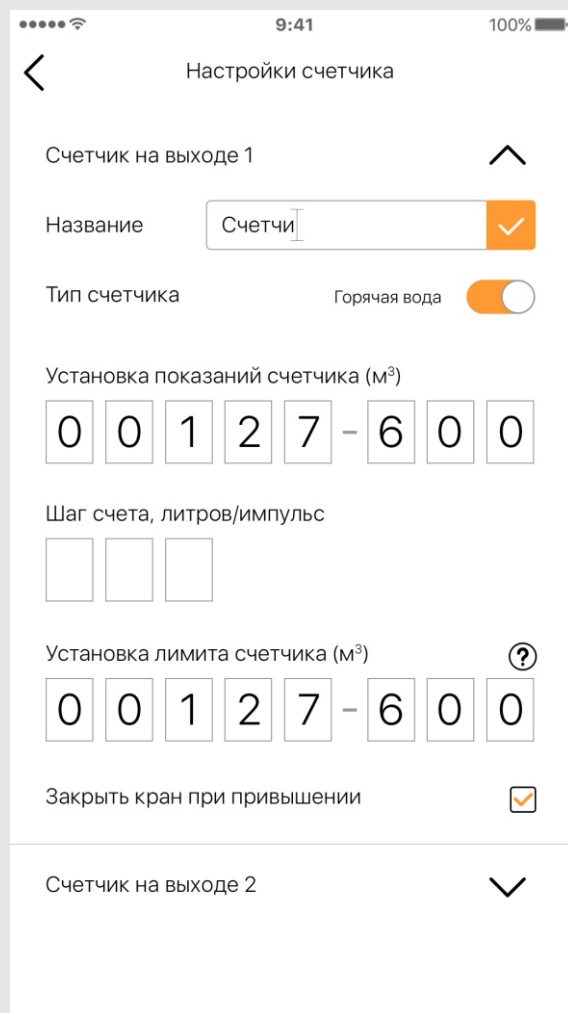 9:41
100%
Настройки счетчика
Счетчик на выходе 1
Название
Счетчи
Тип счетчика
Горячая вода
Установка показаний счетчика (м³)
0 0 1 2 7 - 6 0 0
Шаг счета, литров/импульс
Установка лимита счетчика (м³)
?
0 0 1 2 7 - 6 0 0
Закрыть кран при привышении
Счетчик на выходе 2